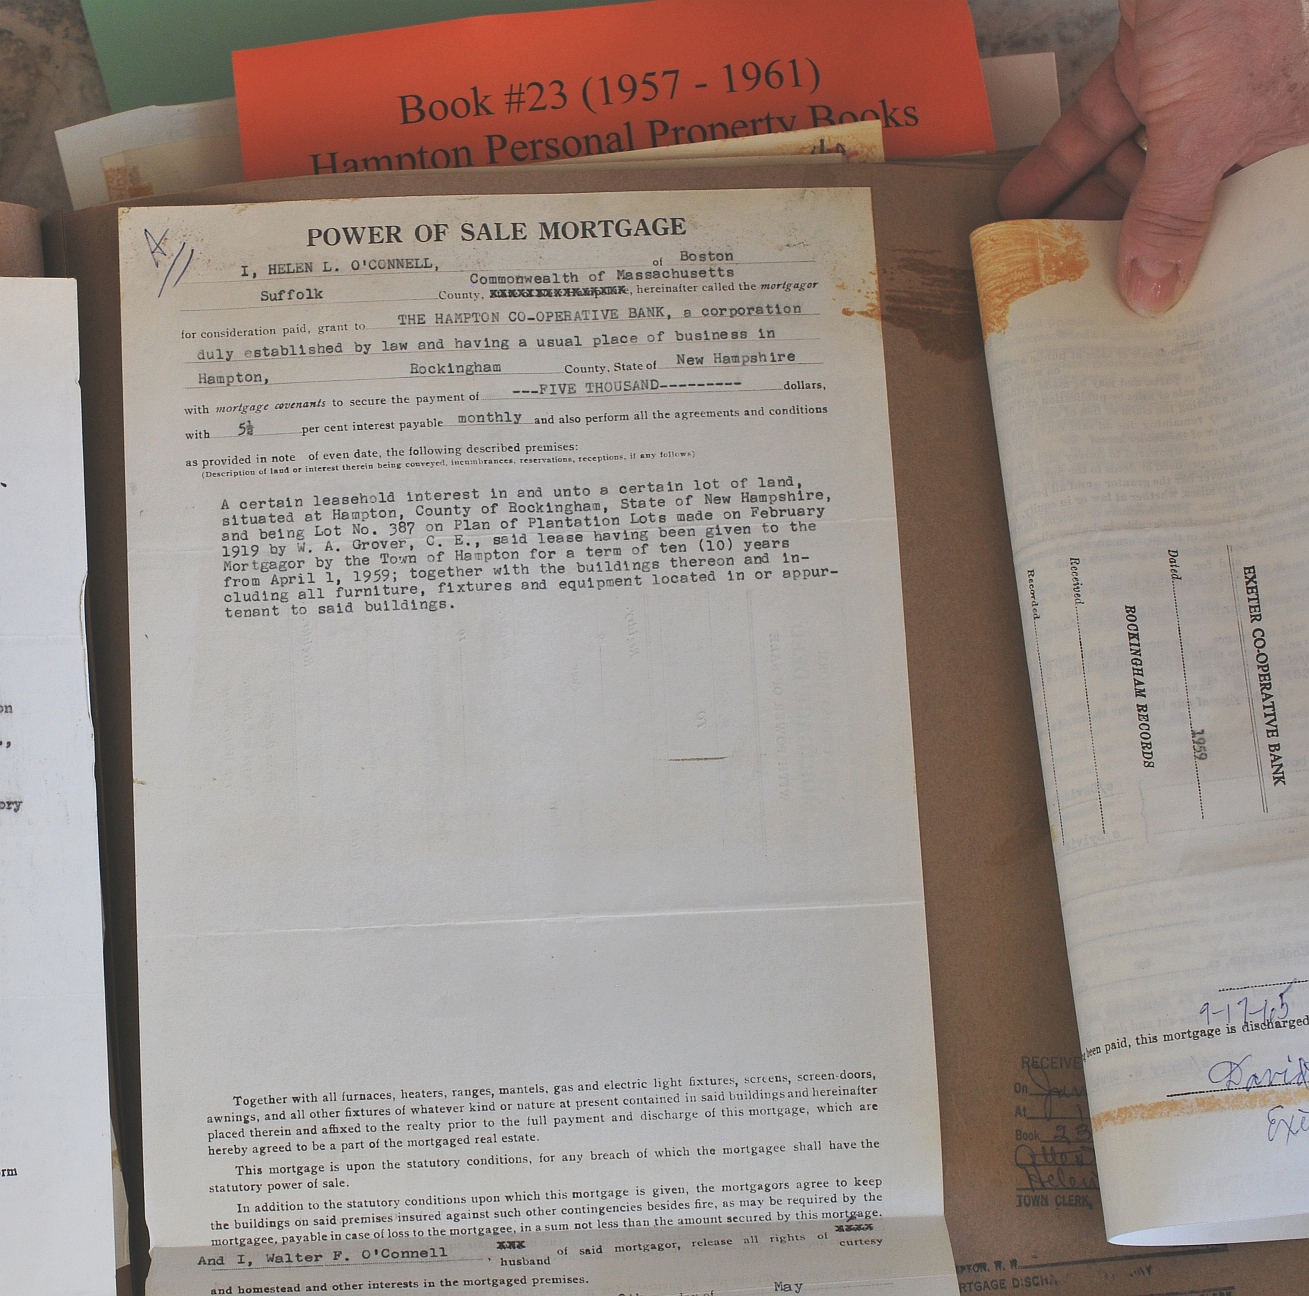 Book #23 (1957 - 1961)
Hampton Personal Property Books
POWER OF SALE MORTGAGE
I, HELEN L. O'CONNELL, of Boston
Commonwealth of Massachusetts
Suffolk County, hereinafter called the mortgagor
for consideration paid, grant to THE HAMPTON CO-OPERATIVE BANK, a corporation
duly established by law and having a usual place of business in
Hampton, Rockingham County, State of New Hampshire
with mortgage covenants to secure the payment of ---FIVE THOUSAND--------- dollars,
with 5½ per cent interest payable monthly and also perform all the agreements and conditions
as provided in note of even date, the following described premises:
(Description of land or interest therein being conveyed, incumbrances, reservations, receptions, if any follows)
A certain leasehold interest in and unto a certain lot of land,
situated at Hampton, County of Rockingham, State of New Hampshire,
and being Lot No. 387 on Plan of Plantation Lots made on February
1919 by W. A. Grover, C. E., said lease having been given to the
Mortgagor by the Town of Hampton for a term of ten (10) years
from April 1, 1959; together with the buildings thereon and in-
cluding all furniture, fixtures and equipment located in or appur-
tenant to said buildings.
Together with all furnaces, heaters, ranges, mantels, gas and electric light fixtures, screens, screen-doors,
awnings, and all other fixtures of whatever kind or nature at present contained in said buildings and hereinafter
placed therein and affixed to the realty prior to the full payment and discharge of this mortgage, which are
hereby agreed to be a part of the mortgaged real estate.
This mortgage is upon the statutory conditions, for any breach of which the mortgagee shall have the
statutory power of sale.
In addition to the statutory conditions upon which this mortgage is given, the mortgagors agree to keep
the buildings on said premises insured against such other contingencies besides fire, as may be required by the
mortgagee, payable in case of loss to the mortgagee, in a sum not less than the amount secured by this mortgage.
And I, Walter F. O'Connell, husband of said mortgagor, release all rights of curtesy
and homestead and other interests in the mortgaged premises.
May
EXETER CO-OPERATIVE BANK
Dated 1959
ROCKINGHAM RECORDS
Received
Recorded
9-17-65
been paid, this mortgage is discharged
David
Exe
RECEIVE
On
At 1
Book 23
Helen
TOWN CLERK,